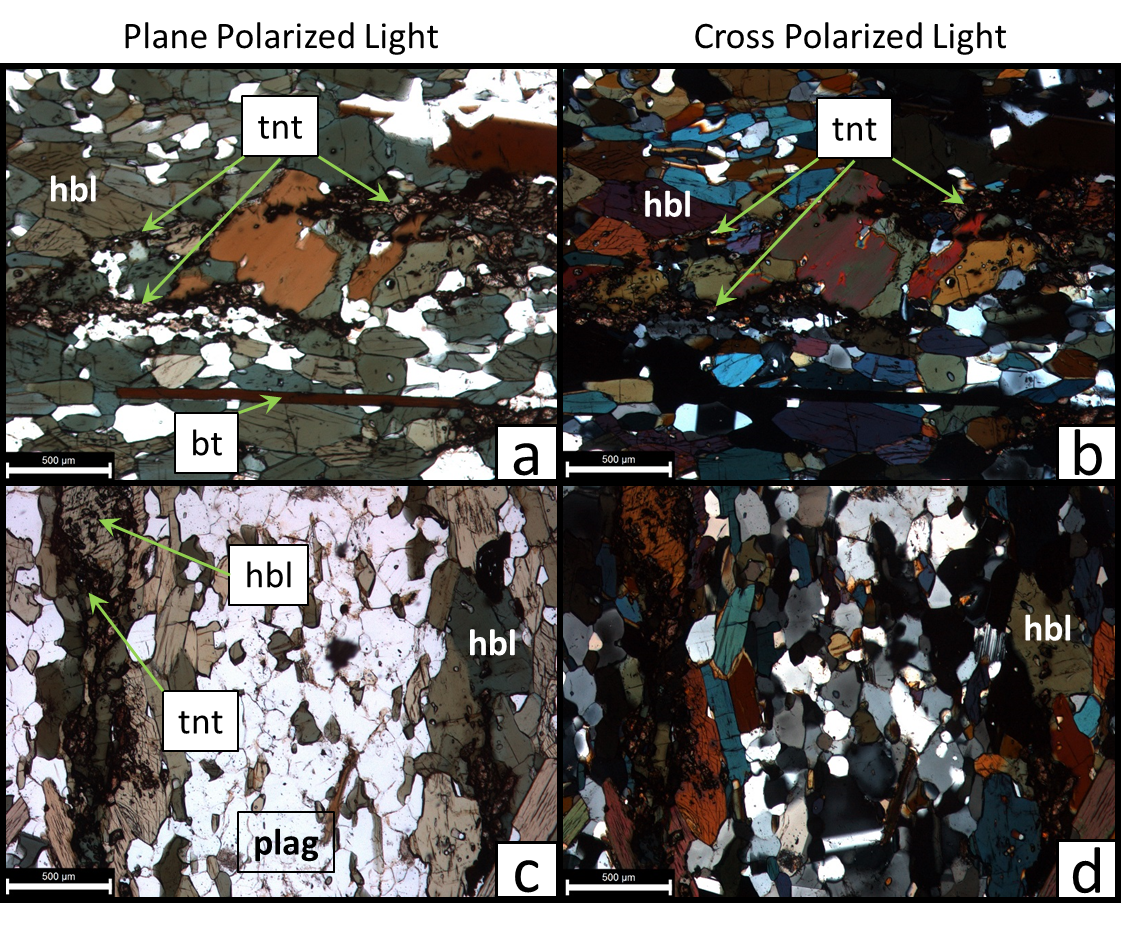 Plane Polarized Light
Cross Polarized Light
tnt
hbl
bt
500 µm
a
tnt
hbl
500 µm
b
hbl
hbl
tnt
plag
500 µm
c
hbl
500 µm
d